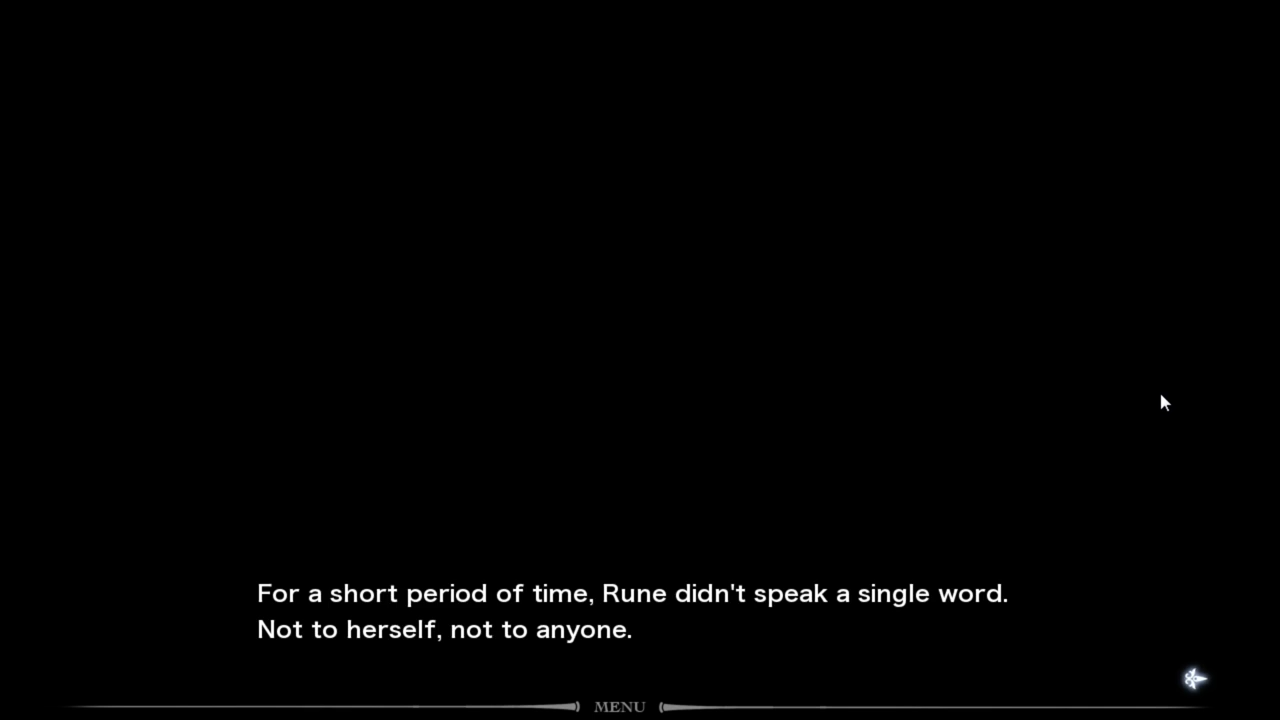 For a short period of time, Rune didn't speak a single word.
Not to herself, not to anyone.
MENU